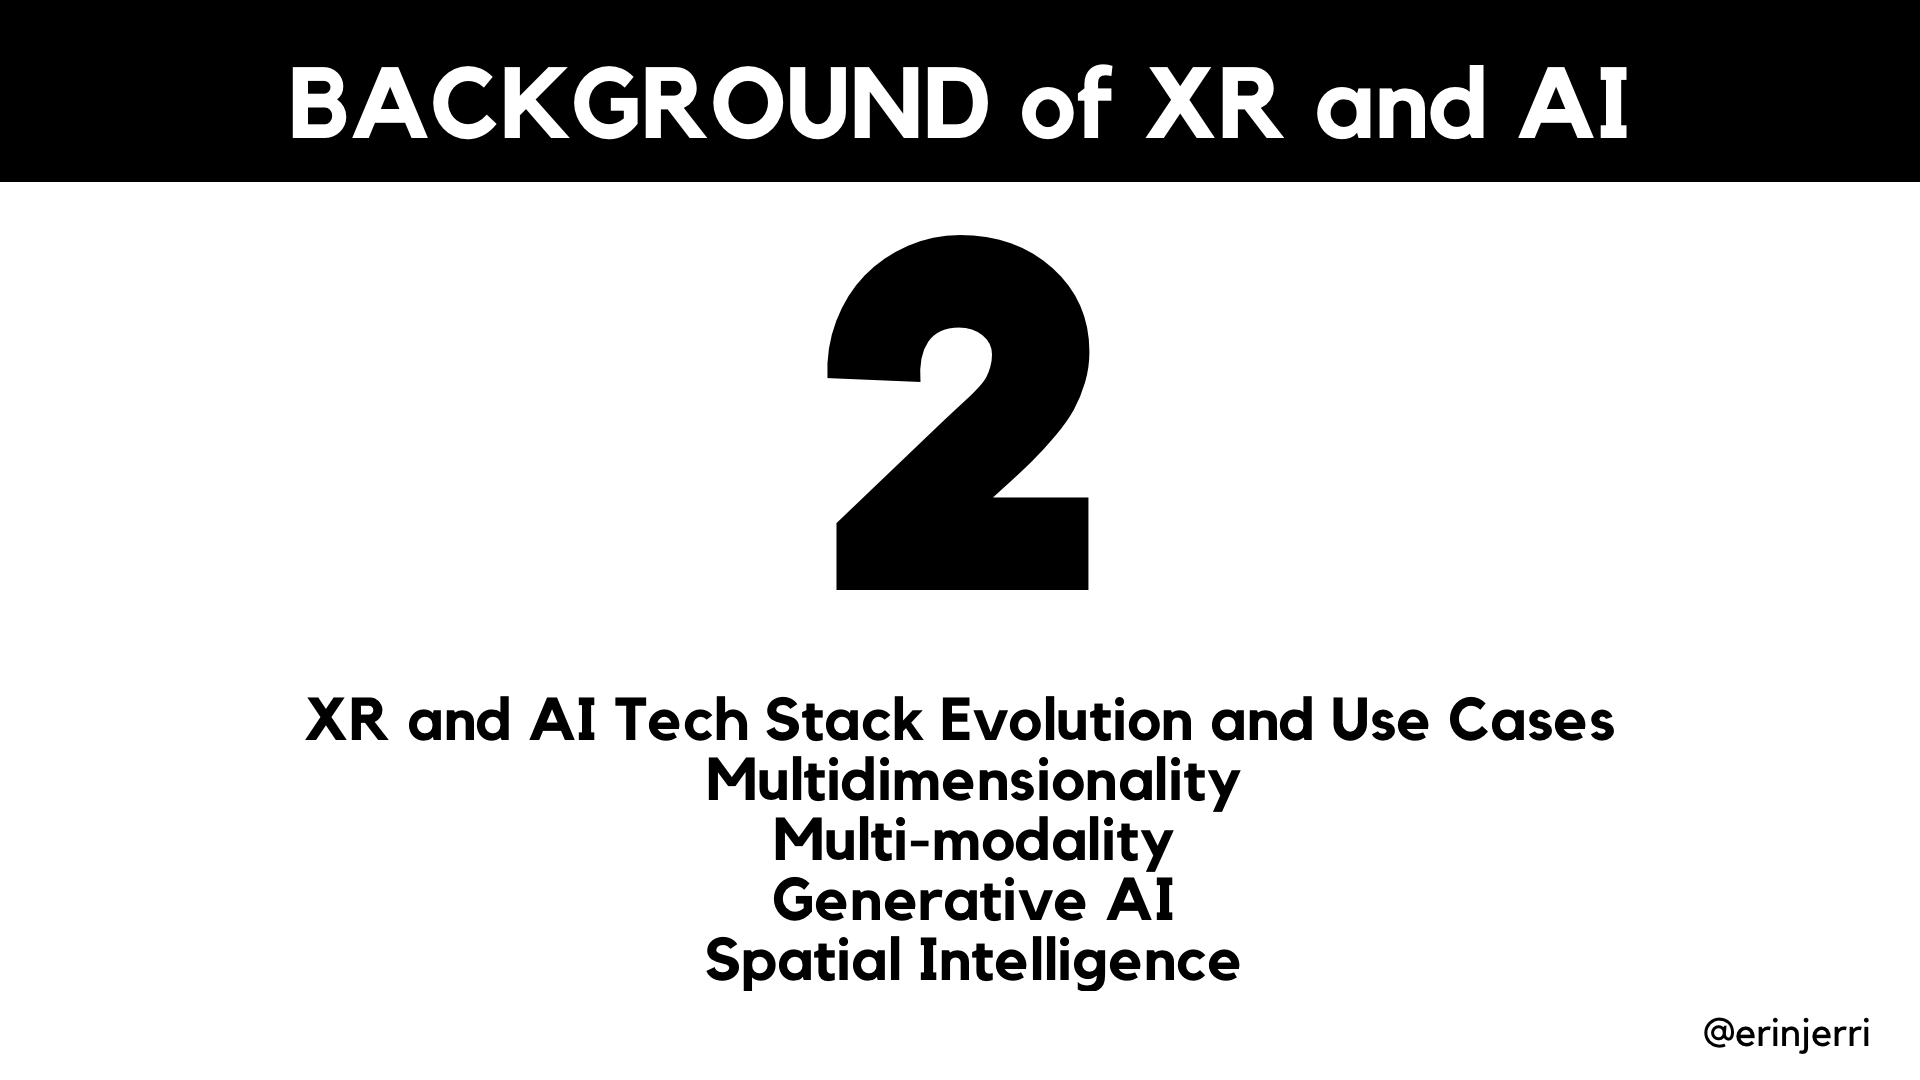 BACKGROUND of XR and AI
2
XR and AI Tech Stack Evolution and Use Cases
Multidimensionality
Multi-modality
Generative AI
Spatial Intelligence
@erinjerri